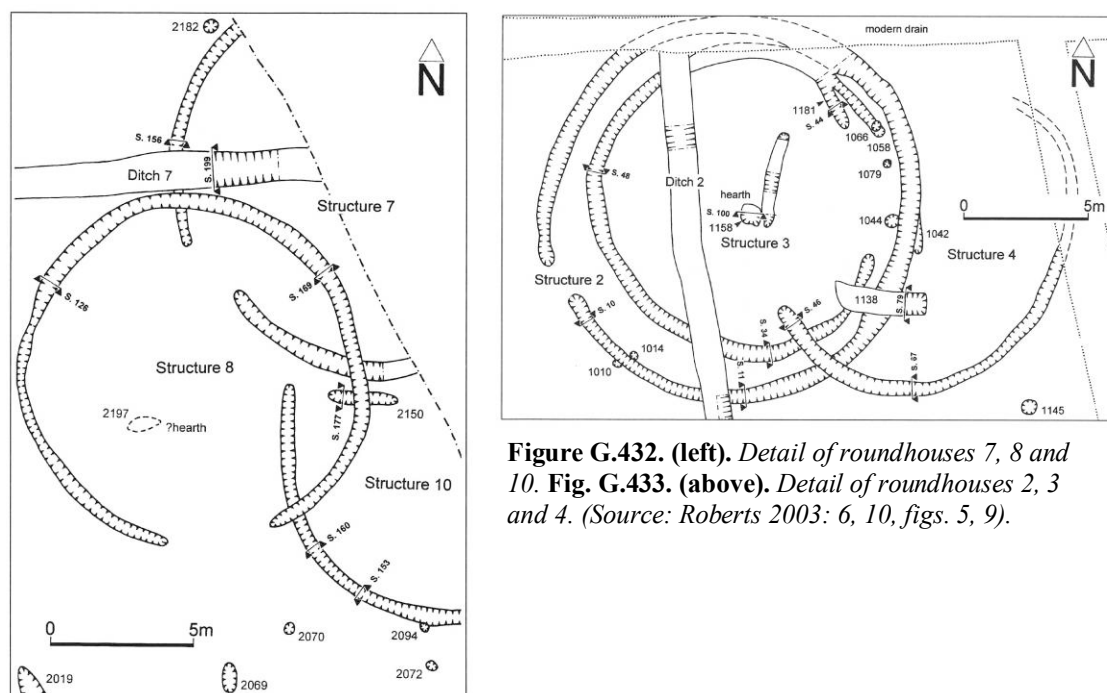 2182
N
S. 156
S. 199
Ditch 7
Structure 7
S. 126
S. 169
Structure 8
2197
?hearth
S. 177
2150
Structure 10
S. 160
S. 153
0 5m
2070
2094
2072
2019
2069
modern drain
N
1181
S. 44
1066
1058
1079
S. 48
Ditch 2
hearth
S. 100
1158
Structure 3
1044
1042
0 5m
Structure 4
Structure 2
S. 10
S. 46
1138
S. 79
1014
1010
S. 34
S. 11
S. 67
1145
Figure G.432. (left). Detail of roundhouses 7, 8 and
10. Fig. G.433. (above). Detail of roundhouses 2, 3
and 4. (Source: Roberts 2003: 6, 10, figs. 5, 9).